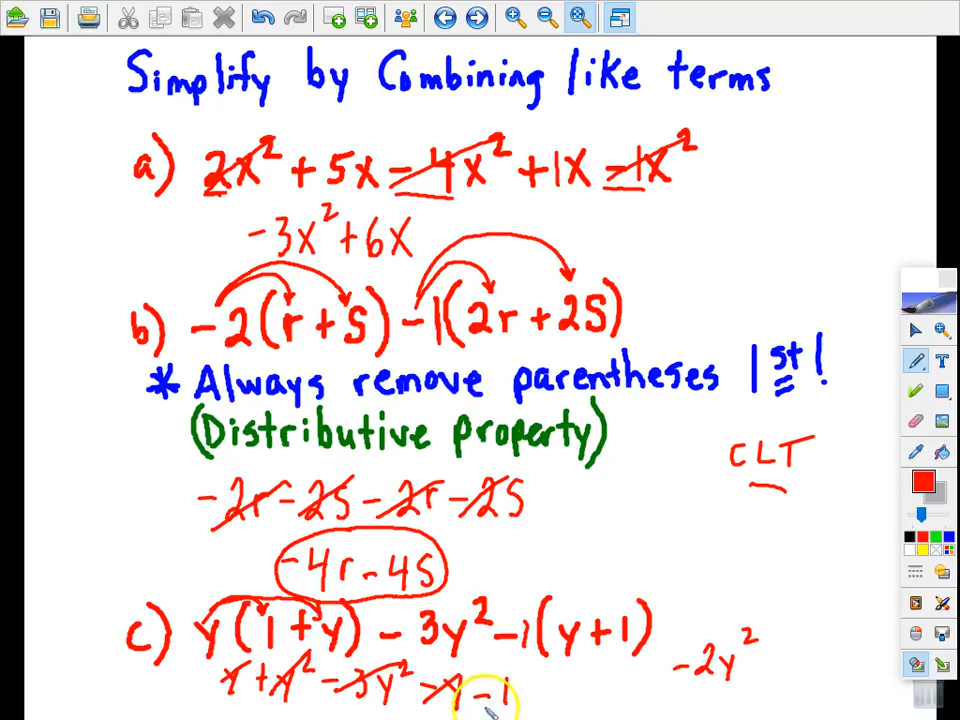 Simplify by Combining like terms
a) 2x² + 5x - 4x² + 1x - 1x²
-3x² + 6x
b) -2(r + s) - 1(2r + 2s)
* Always remove parentheses 1st!
(Distributive property)
CLT
-2r - 2s - 2r - 2s
-4r - 4s
c) y(1 + y) - 3y² - 1(y + 1)
-2y²
y + y² - 3y² - y - 1